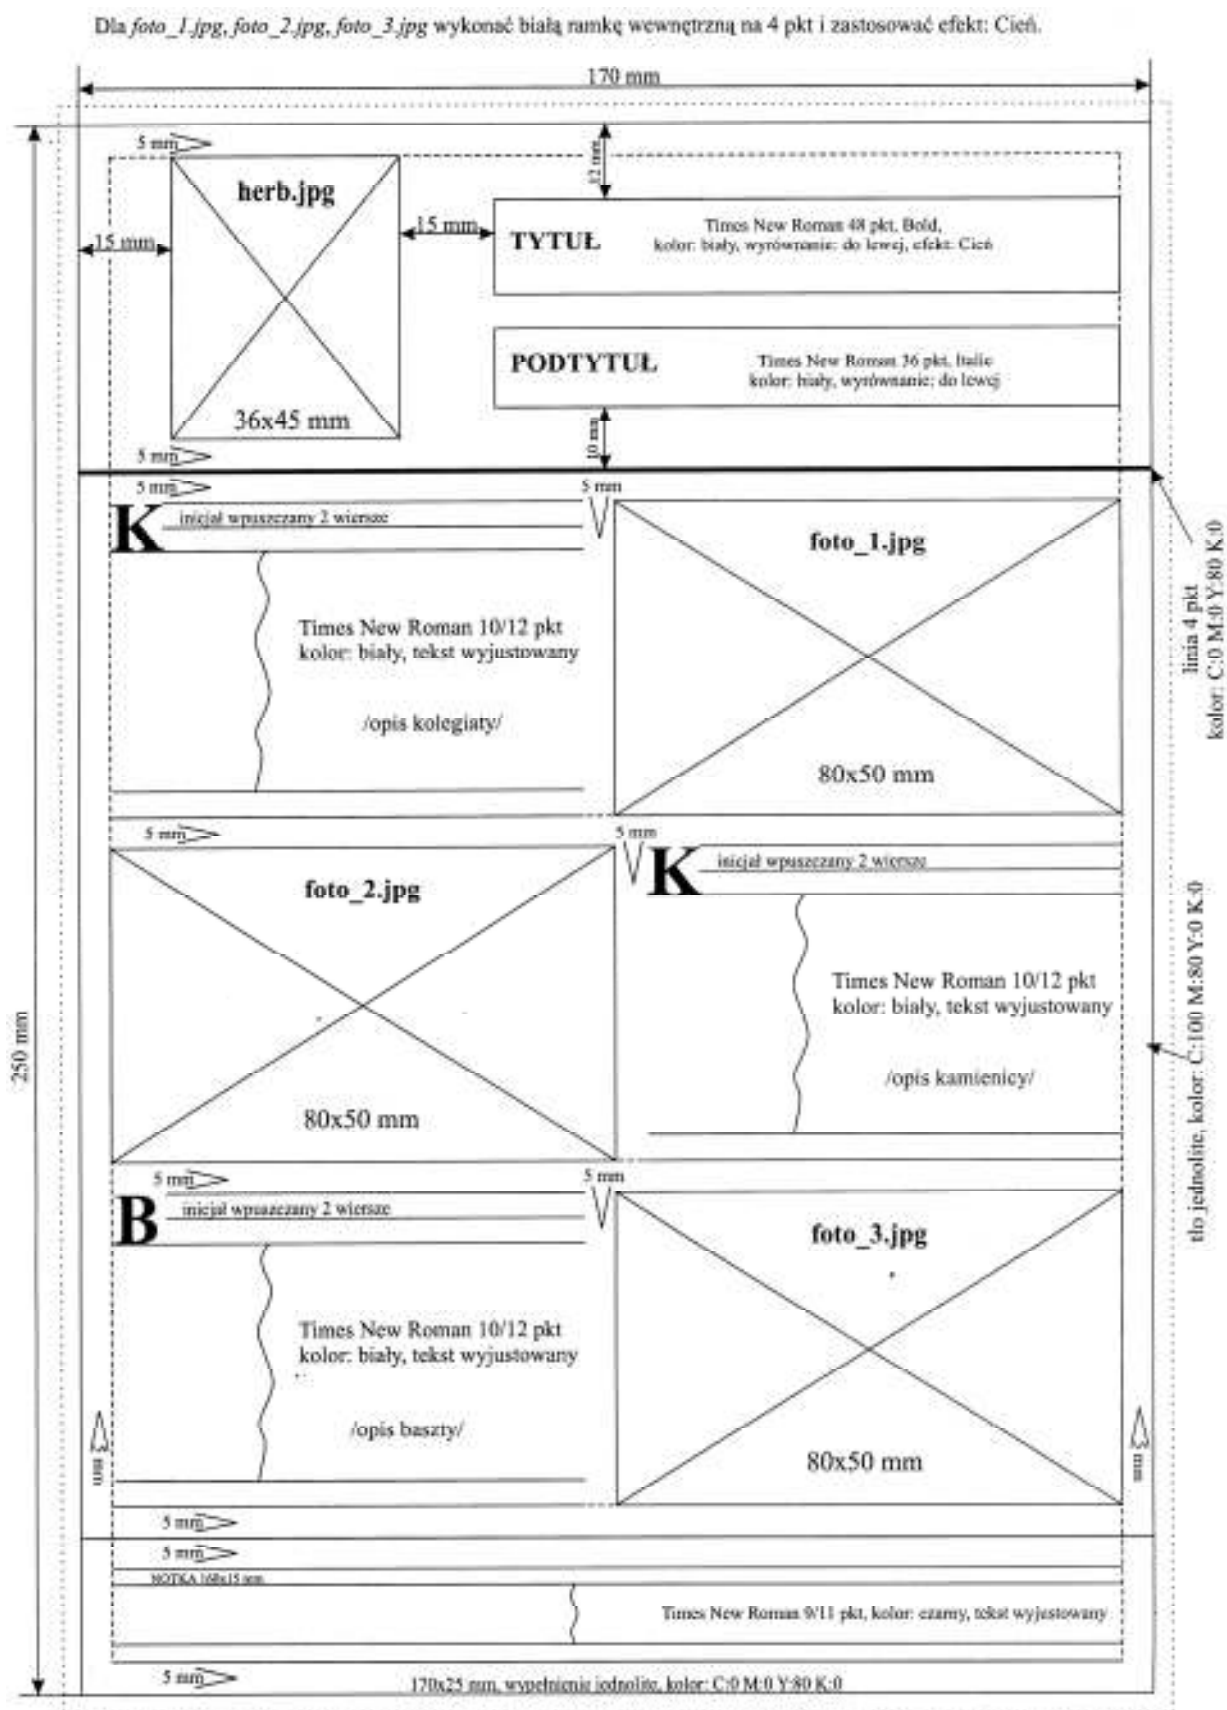 Dla foto_1.jpg, foto_2.jpg, foto_3.jpg wykonać białą ramkę wewnętrzną na 4 pkt i zastosować efekt: Cień.
170 mm
5 mm
12 mm
herb.jpg
15 mm
15 mm
TYTUŁ
Times New Roman 48 pkt, Bold,
kolor: biały, wyrównanie: do lewej, efekt: Cień
PODTYTUŁ
Times New Roman 36 pkt, Italic
kolor: biały, wyrównanie: do lewej
36x45 mm
10 mm
5 mm
5 mm
5 mm
K
inicjał wpuszczany 2 wiersze
foto_1.jpg
Times New Roman 10/12 pkt
kolor: biały, tekst wyjustowany
/opis kolegiaty/
80x50 mm
linia 4 pkt
kolor: C:0 M:0 Y:80 K:0
5 mm
5 mm
foto_2.jpg
K
inicjał wpuszczany 2 wiersze
Times New Roman 10/12 pkt
kolor: biały, tekst wyjustowany
/opis kamienicy/
80x50 mm
250 mm
tło jednolite, kolor: C:100 M:80 Y:0 K:0
5 mm
5 mm
B
inicjał wpuszczany 2 wiersze
foto_3.jpg
Times New Roman 10/12 pkt
kolor: biały, tekst wyjustowany
/opis baszty/
80x50 mm
mm
mm
5 mm
5 mm
NOTKA 160x15 mm
Times New Roman 9/11 pkt, kolor: czarny, tekst wyjustowany
5 mm
170x25 mm, wypełnienie jednolite, kolor: C:0 M:0 Y:80 K:0